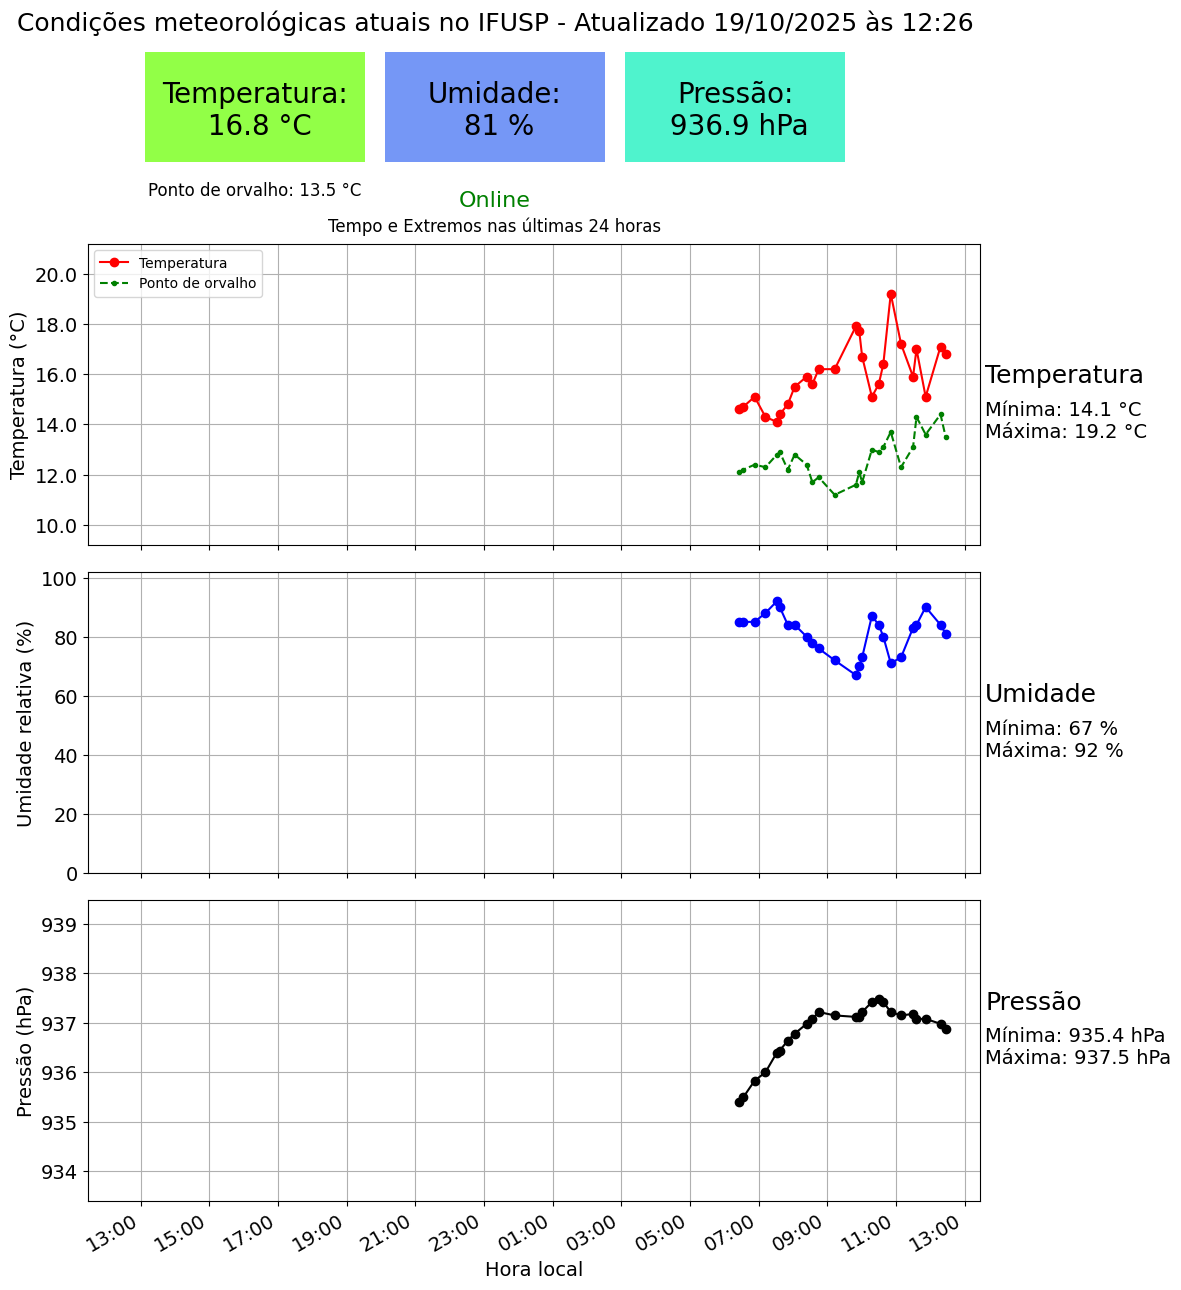 Condições meteorológicas atuais no IFUSP - Atualizado 19/10/2025 às 12:26
Temperatura:
16.8 °C
Umidade:
81 %
Pressão:
936.9 hPa
Ponto de orvalho: 13.5 °C
Online
Tempo e Extremos nas últimas 24 horas
Temperatura
Ponto de orvalho
Temperatura (°C)
20.0
18.0
16.0
14.0
12.0
10.0
Temperatura
Mínima: 14.1 °C
Máxima: 19.2 °C
Umidade relativa (%)
100
80
60
40
20
0
Umidade
Mínima: 67 %
Máxima: 92 %
Pressão (hPa)
939
938
937
936
935
934
Pressão
Mínima: 935.4 hPa
Máxima: 937.5 hPa
13:00 15:00 17:00 19:00 21:00 23:00 01:00 03:00 05:00 07:00 09:00 11:00 13:00
Hora local